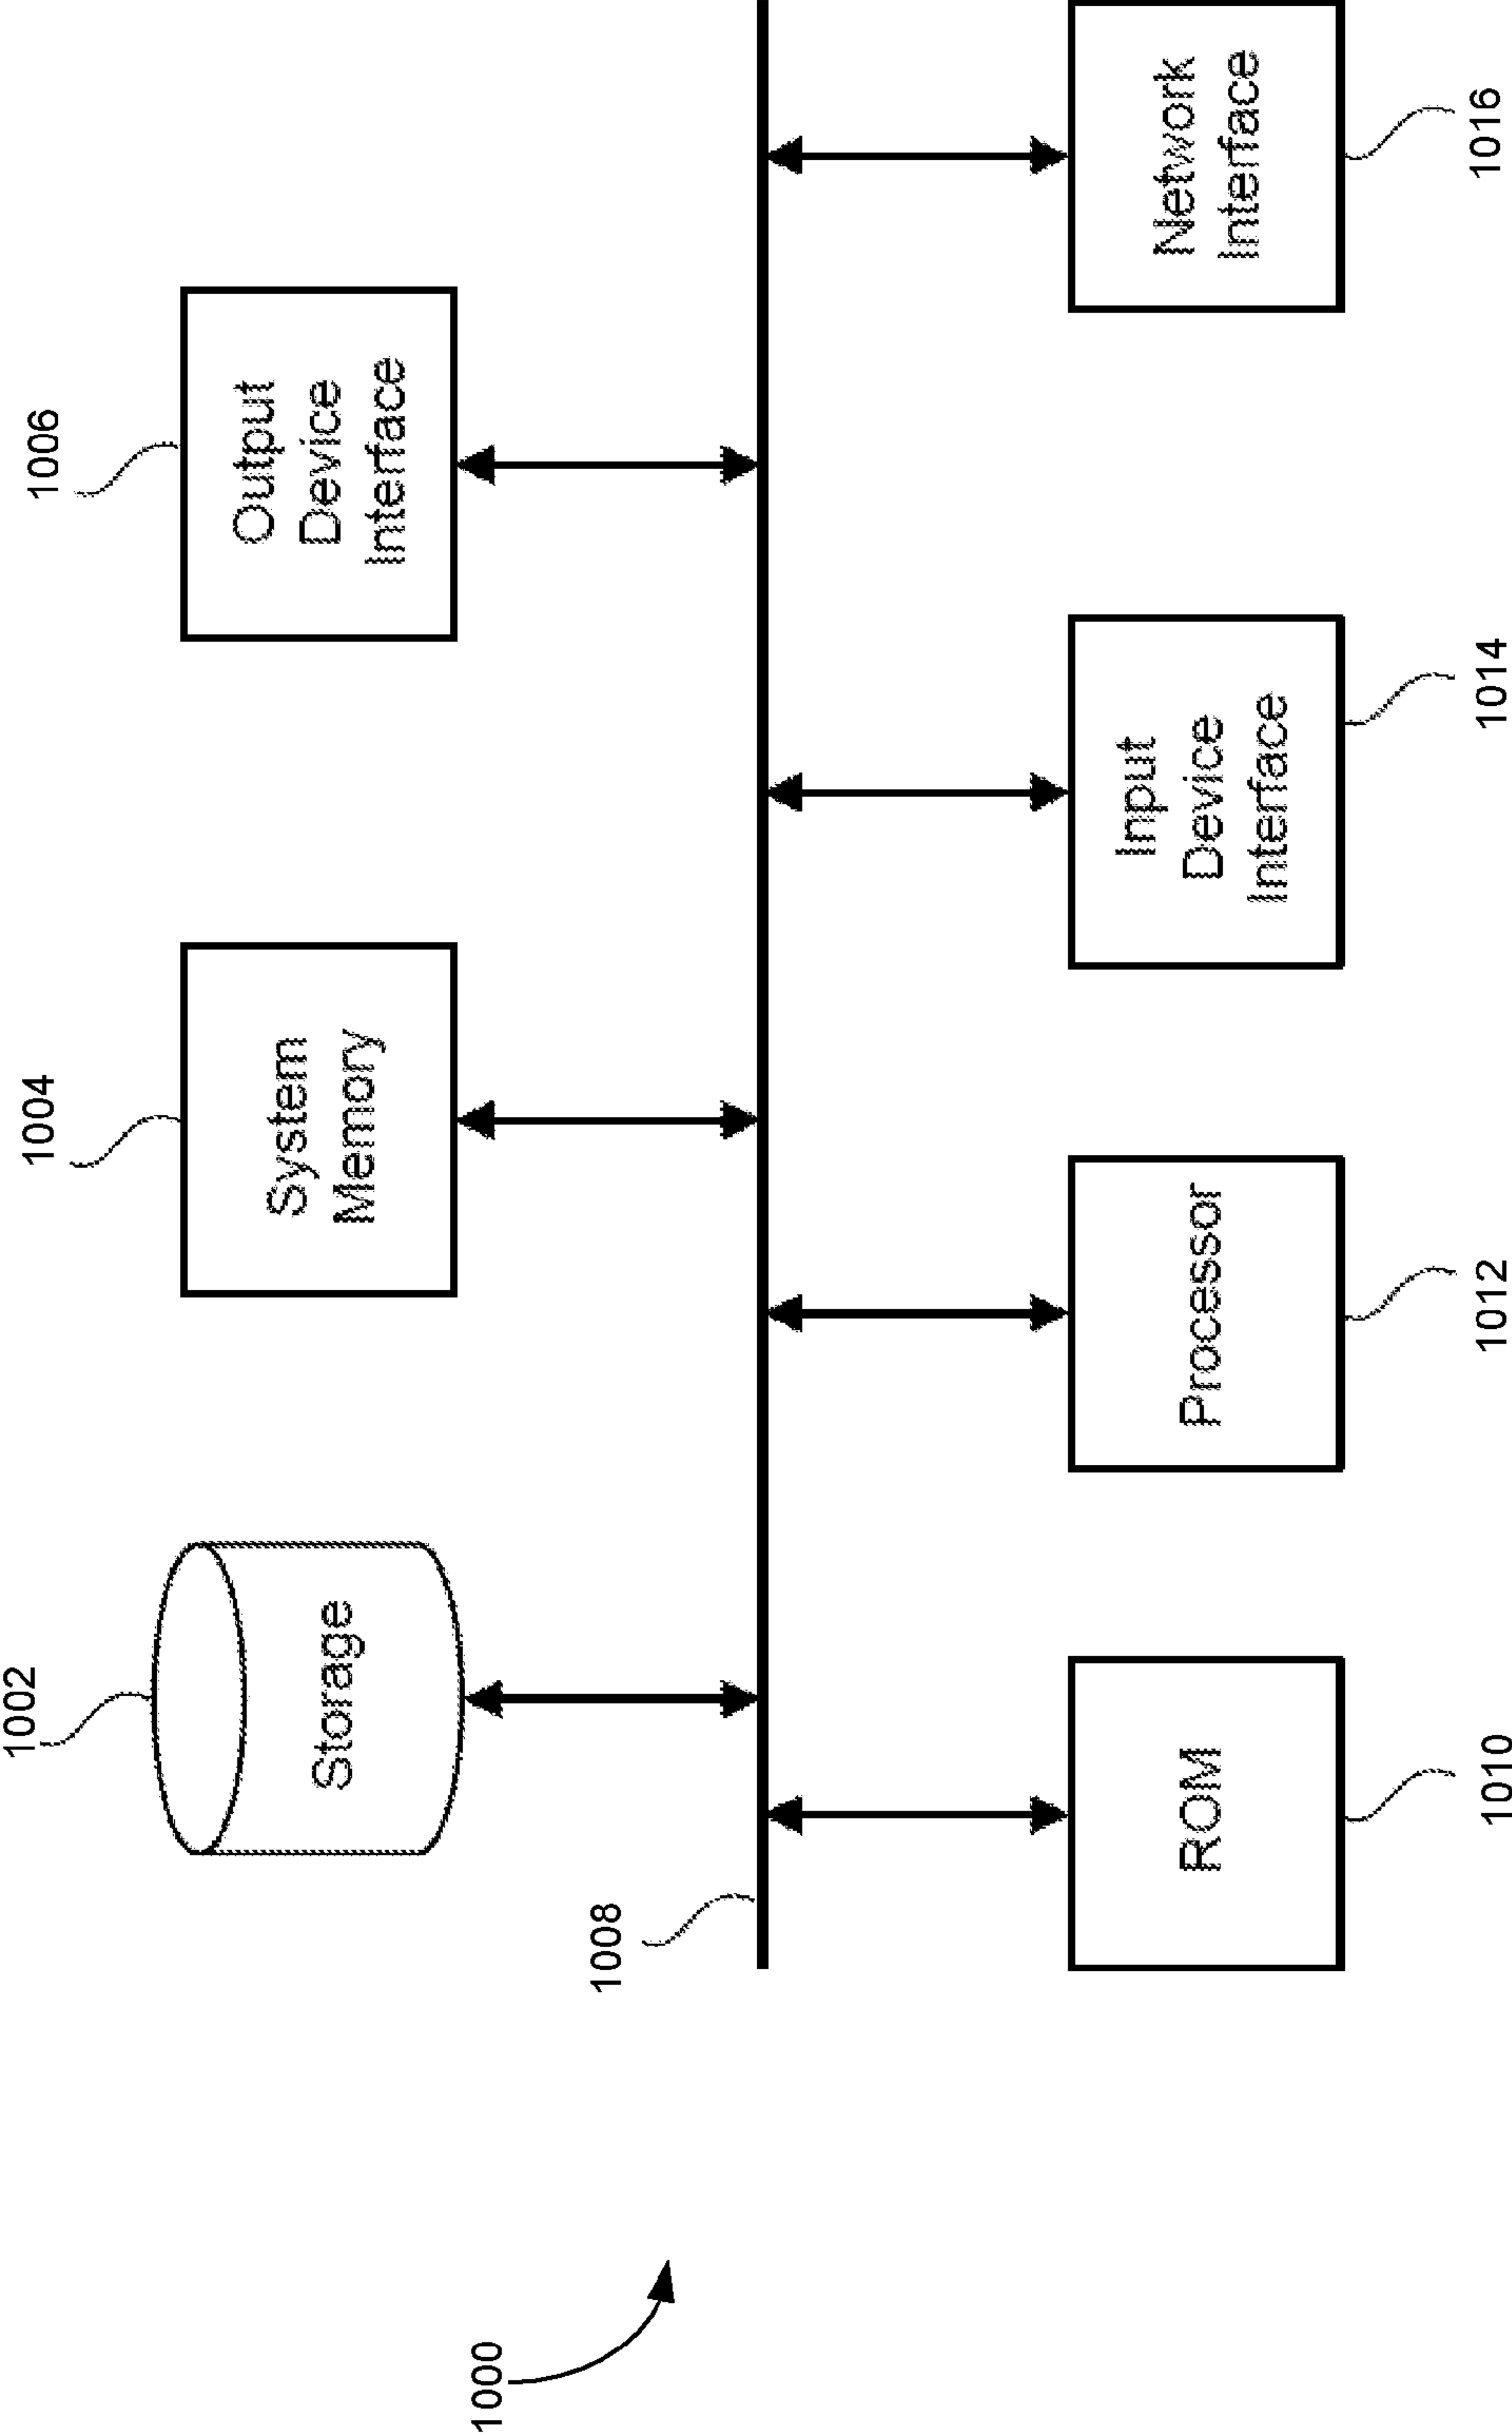 1002
1004
1006
Storage
System
Memory
Output
Device
Interface
1008
ROM
Processor
Input
Device
Interface
Network
Interface
1010
1012
1014
1016
1000